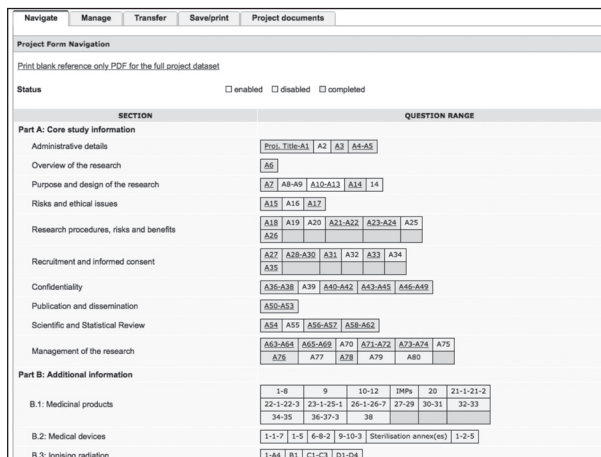 Navigate Manage Transfer Save/print Project documents
Project Form Navigation
Print blank reference only PDF for the full project dataset
Status enabled disabled completed
SECTION QUESTION RANGE
Part A: Core study information
Administrative details Proj. Title-A1 A2 A3 A4-A5
Overview of the research A6
Purpose and design of the research A7 A8-A9 A10-A13 A14 14
Risks and ethical issues A15 A16 A17
Research procedures, risks and benefits A18 A19 A20 A21-A22 A23-A24 A25
A26
Recruitment and informed consent A27 A28-A30 A31 A32 A33 A34
A35
Confidentiality A36-A38 A39 A40-A42 A43-A45 A46-A49
Publication and dissemination A50-A53
Scientific and Statistical Review A54 A55 A56-A57 A58-A62
Management of the research A63-A64 A65-A69 A70 A71-A72 A73-A74 A75
A76 A77 A78 A79 A80
Part B: Additional information
1-8 9 10-12 IMPs 20 21-1-21-2
B.1: Medicinal products 22-1-22-3 23-1-25-1 26-1-26-7 27-29 30-31 32-33
34-35 36-37-3 38
B.2: Medical devices 1-1-7 1-5 6-8-2 9-10-3 Sterilisation annex(es) 1-2-5
B.3: Ionising radiation 1-A4 B1 C1-C3 D1-D4